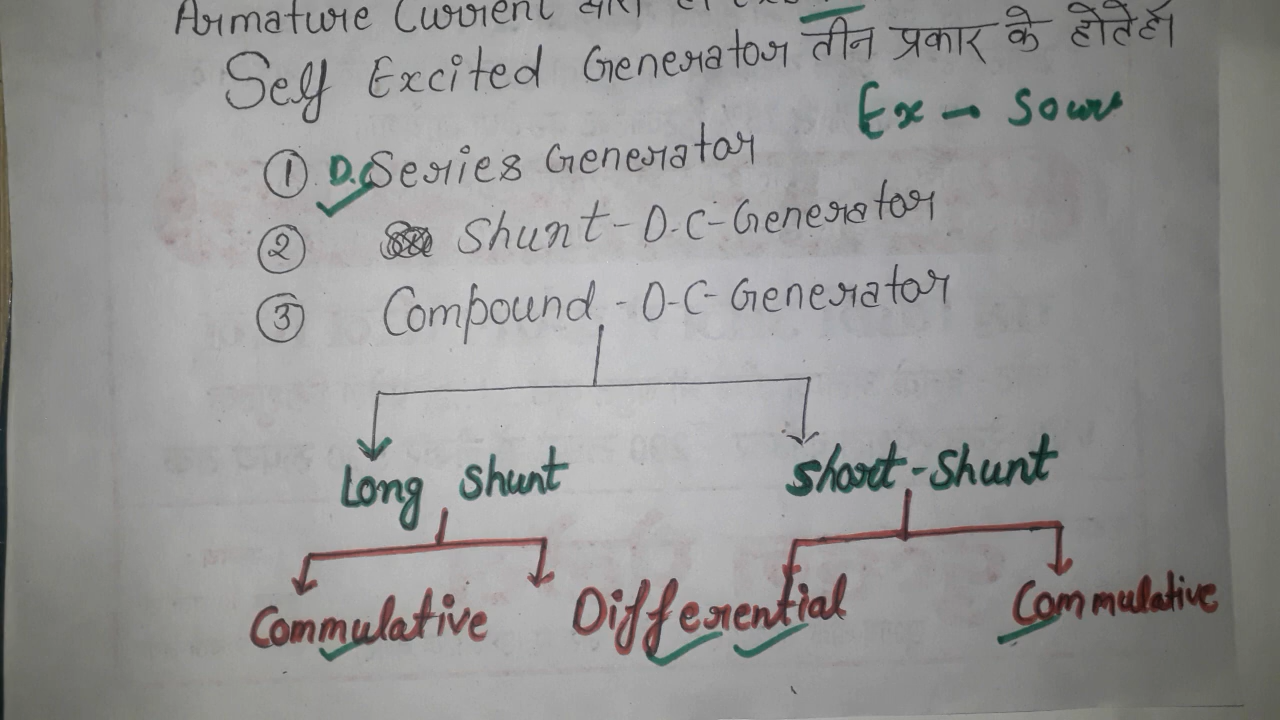 Armature Current
Self Excited Generator तीन प्रकार के होतेहै।
Ex → Sour
① D.C Series Generator
② Shunt-D.C-Generator
③ Compound-D-C-Generator
Long Shunt
Short-Shunt
Commulative
Differential
Commulative